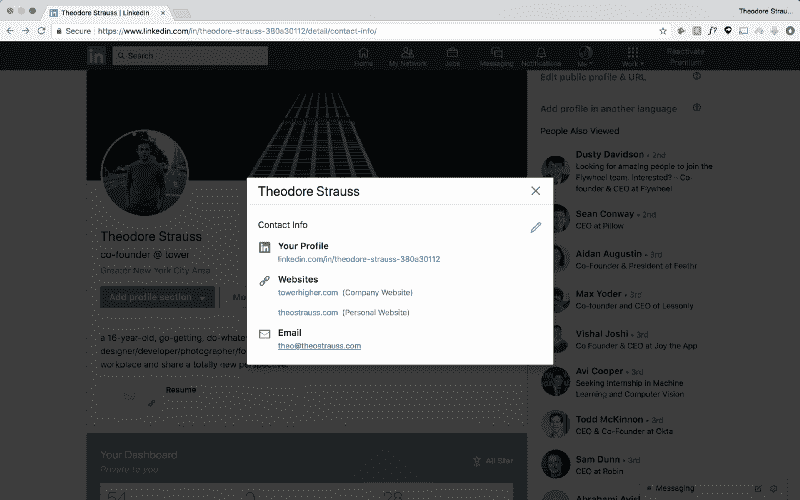 Theodore Strauss | LinkedIn
Theodore Strau...
Secure
https://www.linkedin.com/in/theodore-strauss-380a30112/detail/contact-info/
in
Search
Home
My Network
Jobs
Messaging
Notifications
Me
Work
Reactivate
Premium
Edit public profile & URL
Add profile in another language
People Also Viewed
Dusty Davidson • 2nd
Looking for amazing people to join the
Flywheel team. Interested? - Co-
founder & CEO at Flywheel
Sean Conway • 2nd
CEO at Pillow
Aidan Augustin • 3rd
Co-Founder & President of Feathr
Max Yoder • 3rd
Co-founder and CEO of Lessonly
Vishal Joshi • 3rd
Co Founder & CEO at Joy the App
Avi Cooper • 3rd
Seeking Internship in Machine
Learning and Computer Vision
Todd McKinnon • 3rd
CEO & Co-Founder at Okta
Sam Dunn • 3rd
CEO at Robin
Messaging
Theodore Strauss
co-founder @ tower
Greater New York City Area
Add profile section
a 16-year-old, go-getting, do-whate
designer/developer/photographer/fo
workplace and share a totally new perspective.
Resume
Your Dashboard
Private to you
All Star
Theodore Strauss
Contact Info
in
Your Profile
linkedin.com/in/theodore-strauss-380a30112
Websites
towerhigher.com (Company Website)
theostrauss.com (Personal Website)
Email
theo@theostrauss.com